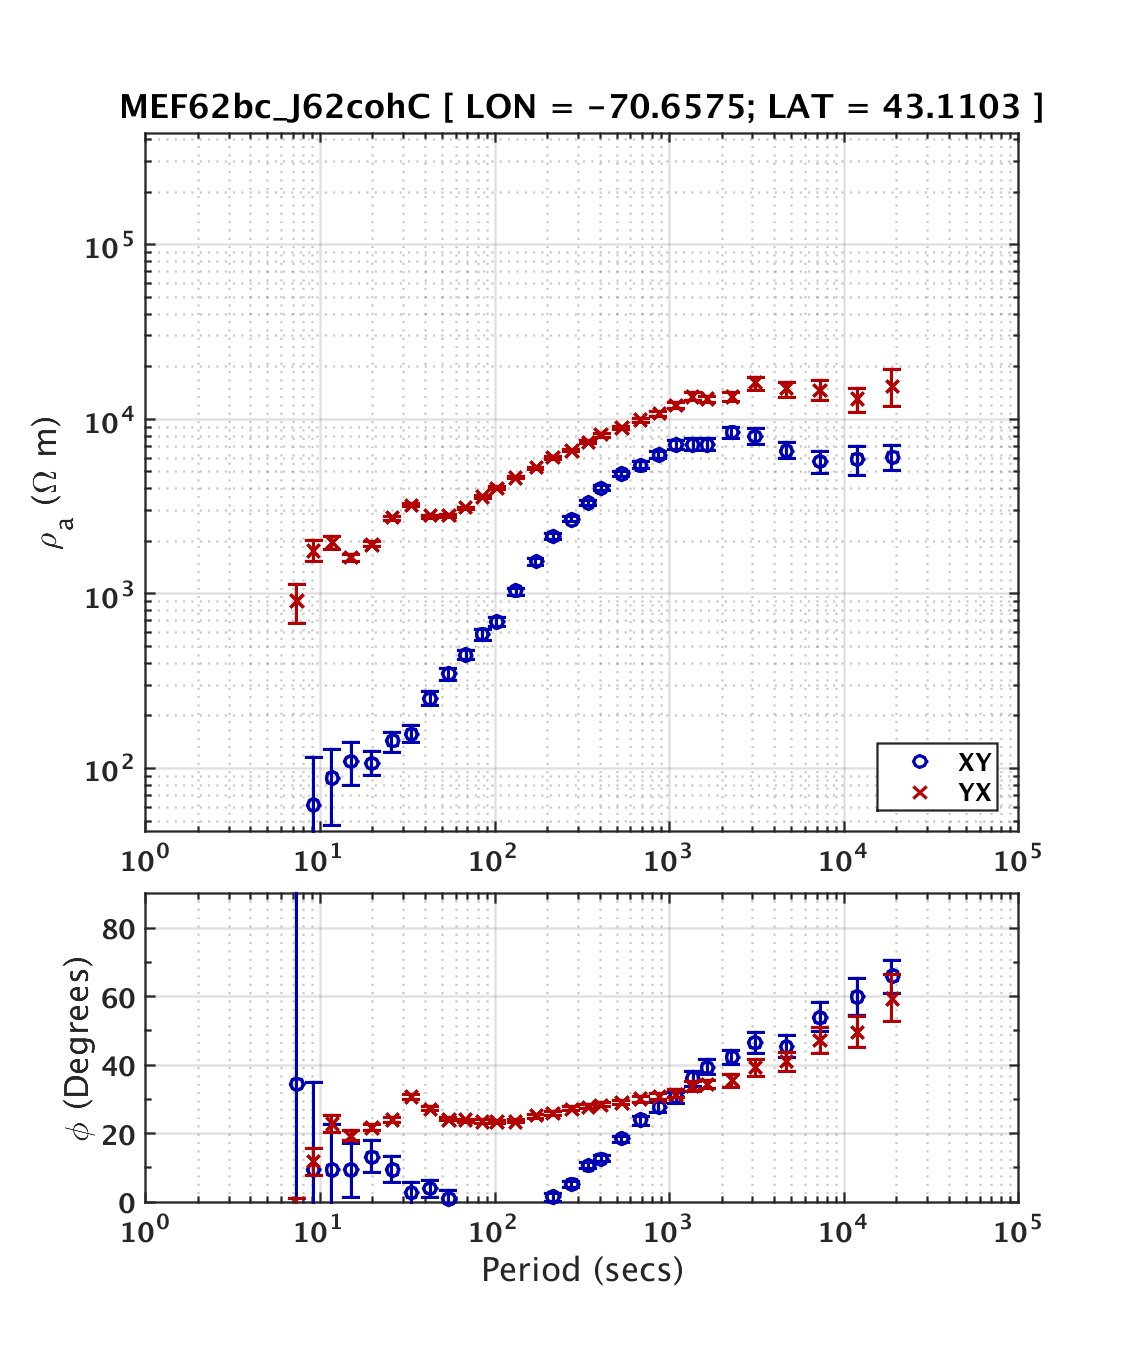 MEF62bc_J62cohC [ LON = -70.6575; LAT = 43.1103 ]
10^5
10^4
10^3
10^2
ρ_a (Ω m)
XY
YX
10^0 10^1 10^2 10^3 10^4 10^5
80
60
40
20
0
φ (Degrees)
10^0 10^1 10^2 10^3 10^4 10^5
Period (secs)